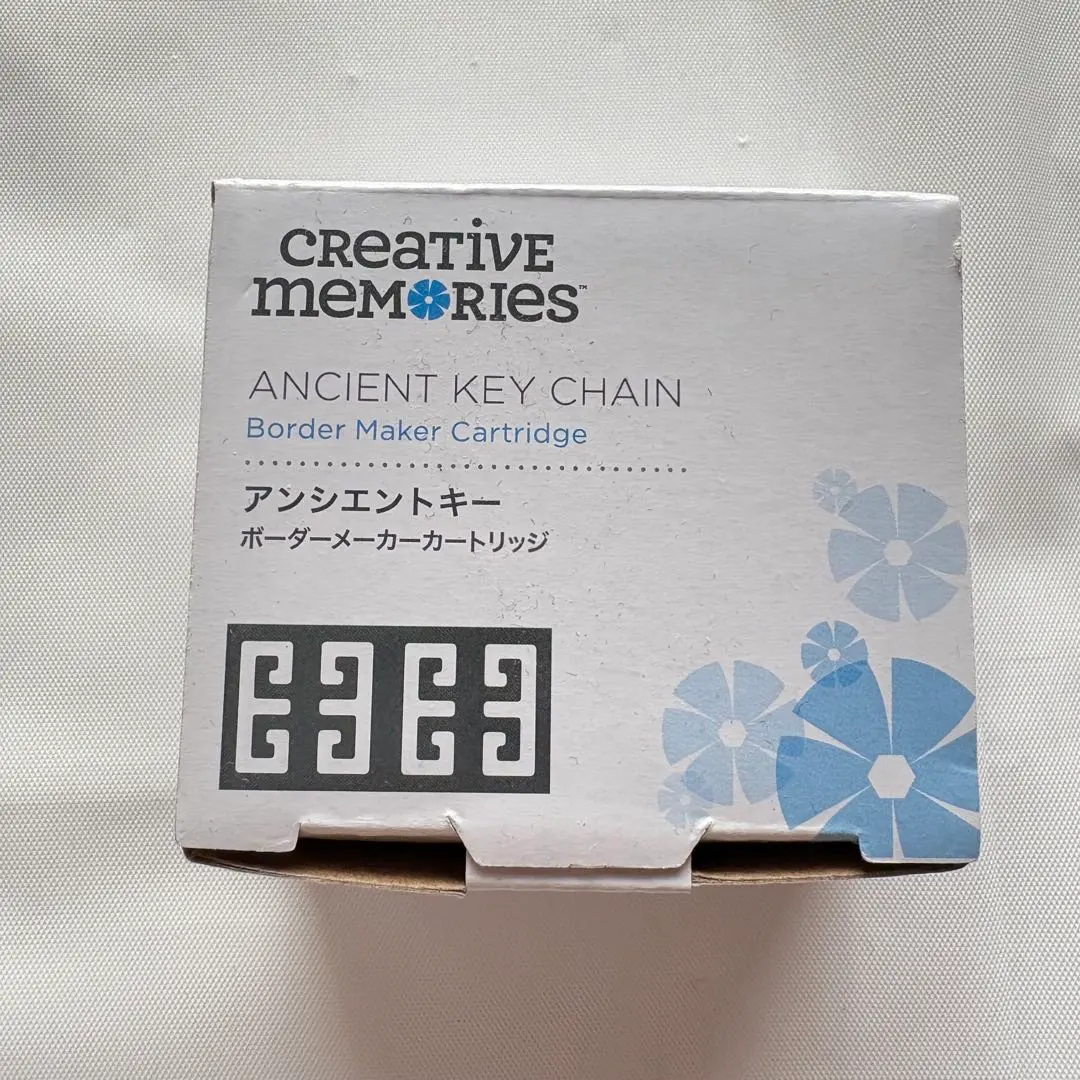 CREATIVE
MEMORIES™
ANCIENT KEY CHAIN
Border Maker Cartridge
アンシエントキー
ボーダーメーカーカートリッジ